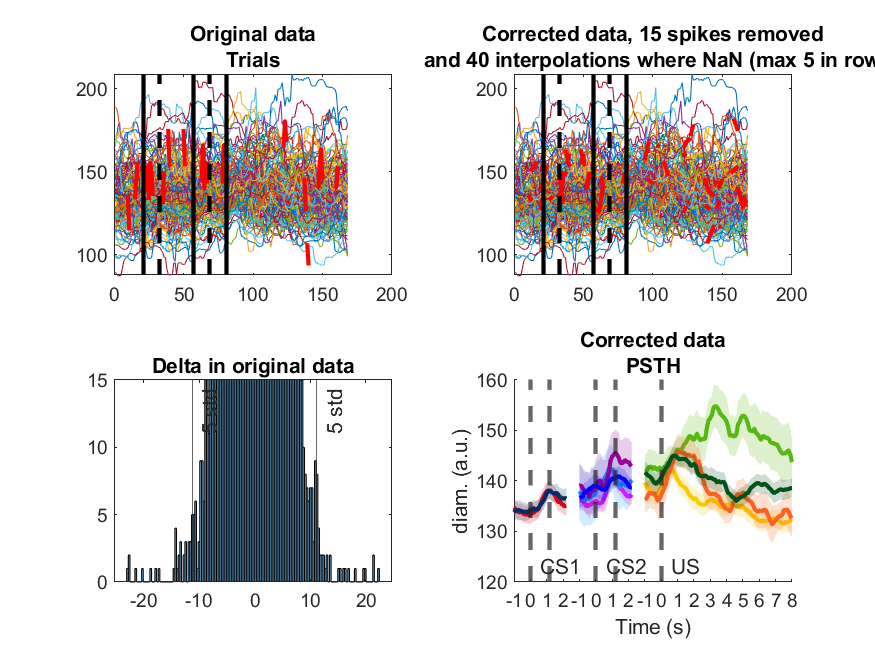 Original data
Trials
200
150
100
0 50 100 150 200
Corrected data, 15 spikes removed
and 40 interpolations where NaN (max 5 in row
200
150
100
0 50 100 150 200
Delta in original data
15
10
5
0
-20 -10 0 10 20
5 std
5 std
Corrected data
PSTH
160
150
140
130
120
diam. (a.u.)
CS1 CS2 US
-1 0 1 2 -1 0 1 2 -1 0 1 2 3 4 5 6 7 8
Time (s)